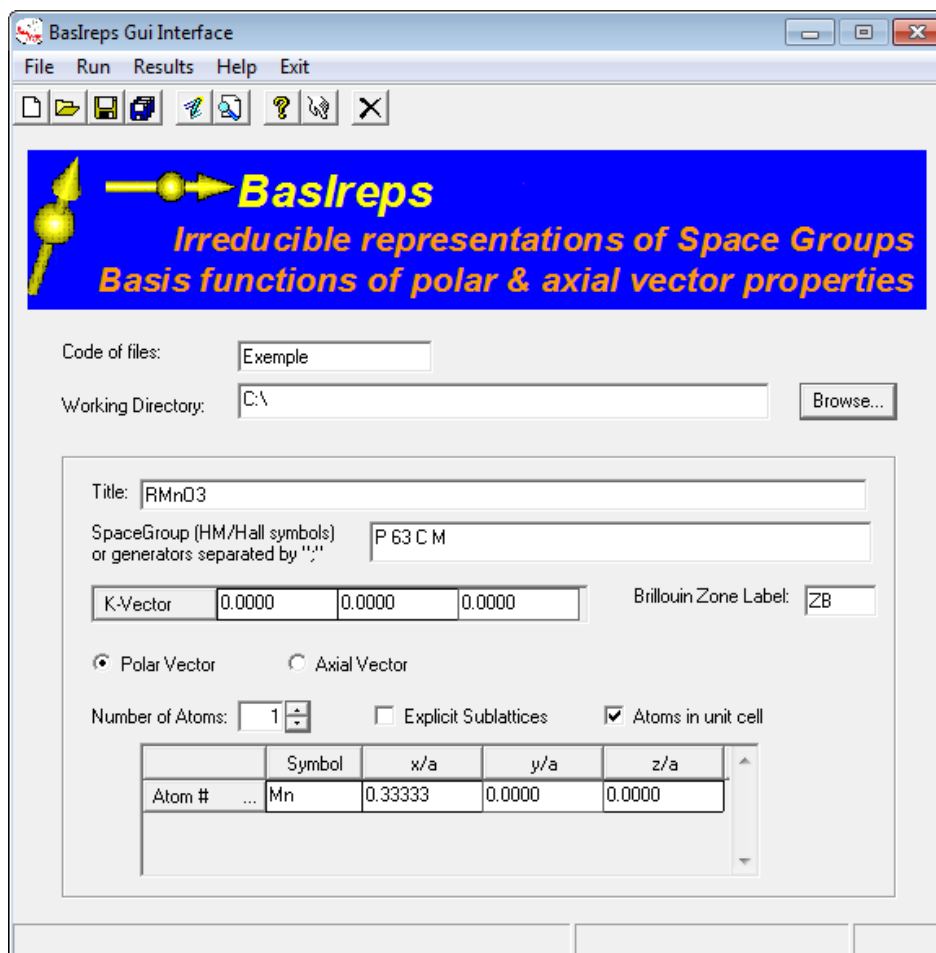 BasIreps Gui Interface
File Run Results Help Exit
BasIreps
Irreducible representations of Space Groups
Basis functions of polar & axial vector properties
Code of files: Exemple
Working Directory: C:\ Browse...
Title: RMnO3
SpaceGroup (HM/Hall symbols)
or generators separated by ";" P 63 C M
K-Vector 0.0000 0.0000 0.0000 Brillouin Zone Label: ZB
Polar Vector Axial Vector
Number of Atoms: 1 Explicit Sublattices Atoms in unit cell
Symbol x/a y/a z/a
Atom # ... Mn 0.33333 0.0000 0.0000